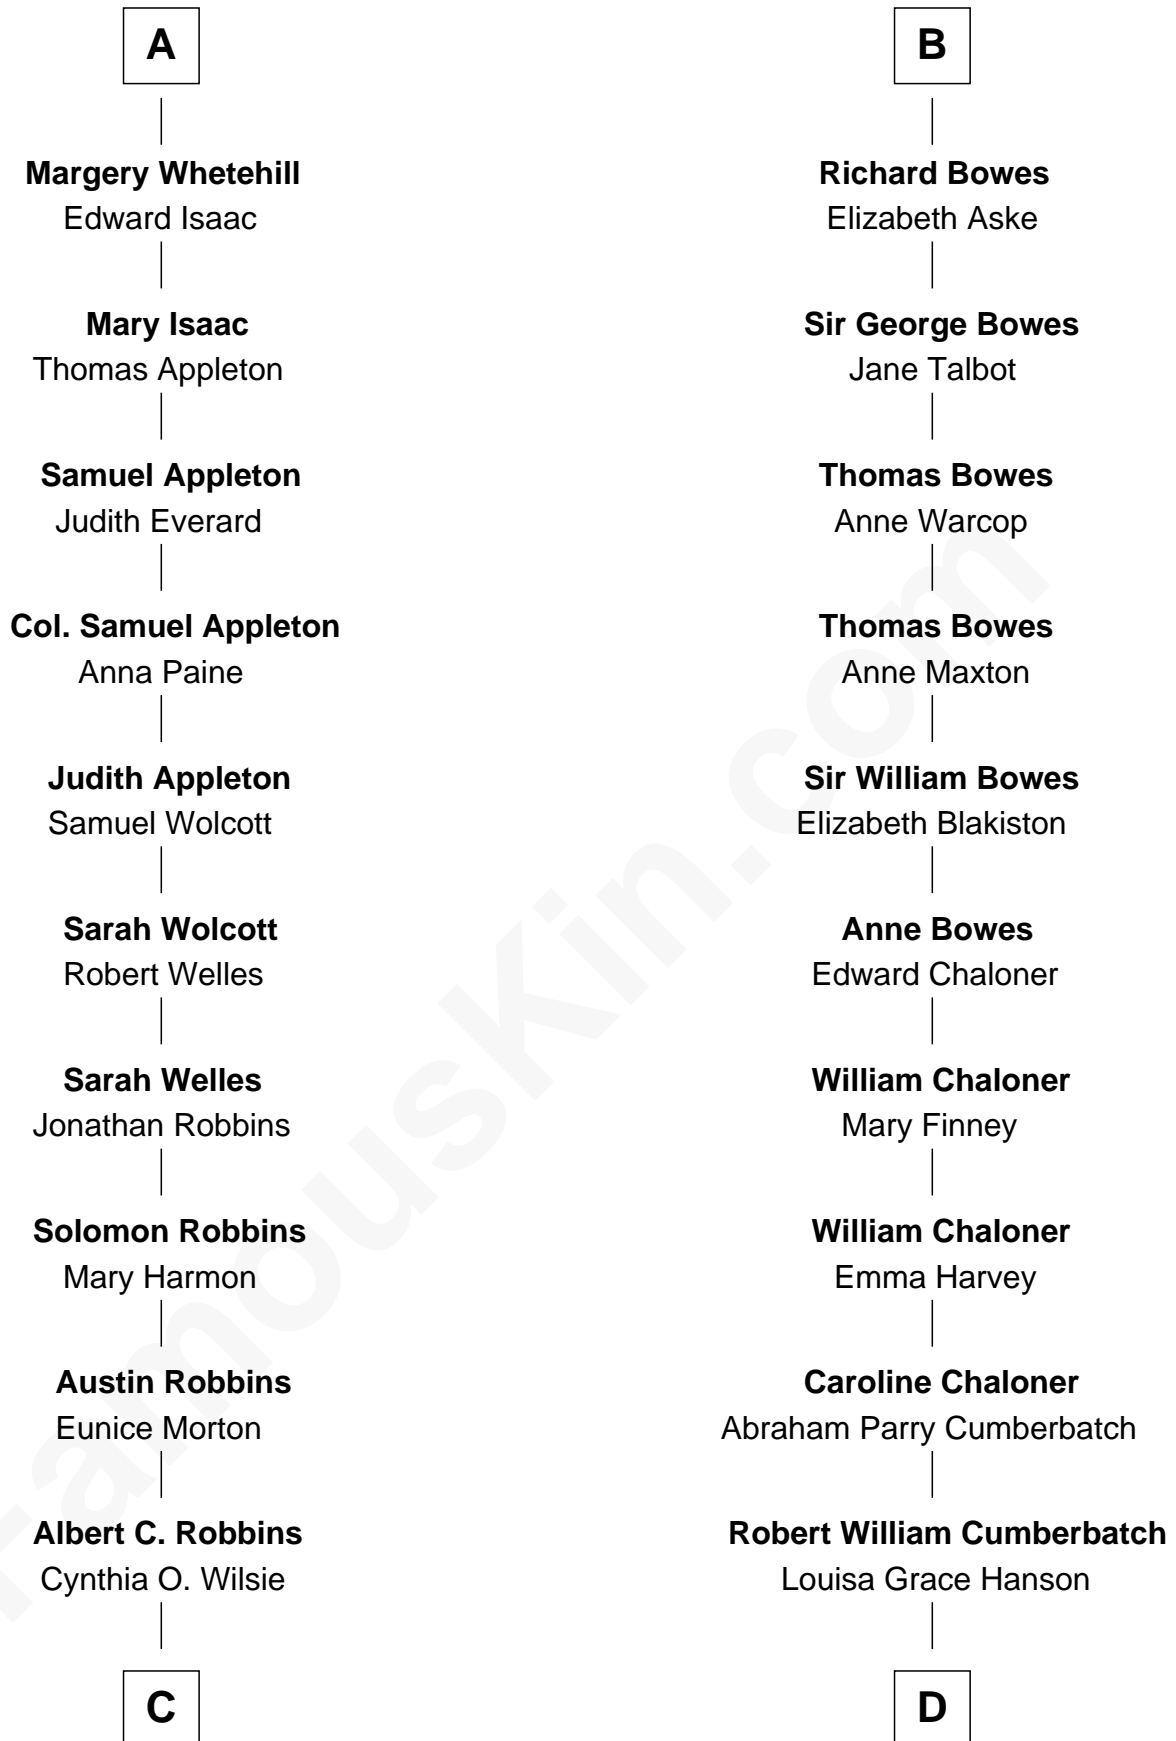 A
Margery Whetehill
Edward Isaac
Mary Isaac
Thomas Appleton
Samuel Appleton
Judith Everard
Col. Samuel Appleton
Anna Paine
Judith Appleton
Samuel Wolcott
Sarah Wolcott
Robert Welles
Sarah Welles
Jonathan Robbins
Solomon Robbins
Mary Harmon
Austin Robbins
Eunice Morton
Albert C. Robbins
Cynthia O. Wilsie
C
B
Richard Bowes
Elizabeth Aske
Sir George Bowes
Jane Talbot
Thomas Bowes
Anne Warcop
Thomas Bowes
Anne Maxton
Sir William Bowes
Elizabeth Blakiston
Anne Bowes
Edward Chaloner
William Chaloner
Mary Finney
William Chaloner
Emma Harvey
Caroline Chaloner
Abraham Parry Cumberbatch
Robert William Cumberbatch
Louisa Grace Hanson
D
FamousKin.com